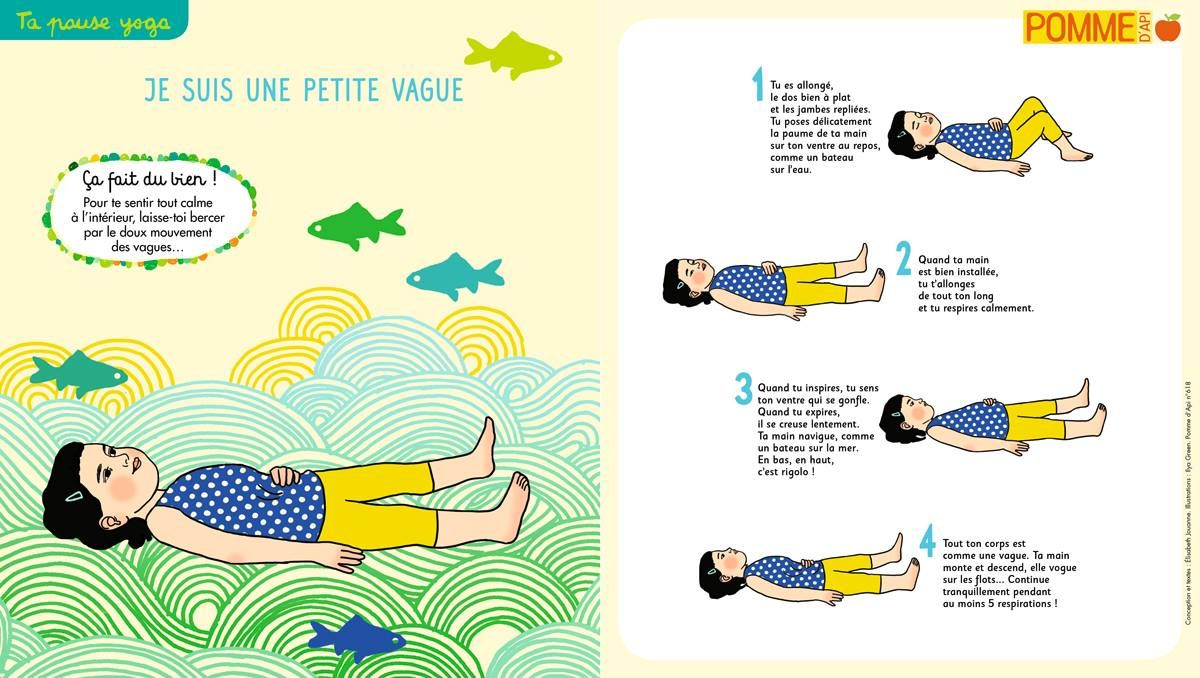 Ta pause yoga
JE SUIS UNE PETITE VAGUE
Ça fait du bien !
Pour te sentir tout calme
à l'intérieur, laisse-toi bercer
par le doux mouvement
des vagues...
POMME
D'API
1
Tu es allongé,
le dos bien à plat
et les jambes repliées.
Tu poses délicatement
la paume de ta main
sur ton ventre au repos,
comme un bateau
sur l'eau.
2
Quand ta main
est bien installée,
tu t'allonges
de tout ton long
et tu respires calmement.
3
Quand tu inspires, tu sens
ton ventre qui se gonfle.
Quand tu expires,
il se creuse lentement.
Ta main navigue, comme
un bateau sur la mer.
En bas, en haut,
c'est rigolo !
4
Tout ton corps est
comme une vague. Ta main
monte et descend, elle vogue
sur les flots... Continue
tranquillement pendant
au moins 5 respirations !
Conception et textes : Élisabeth Jouanne. Illustrations : Ilya Green. Pomme d'Api n°618